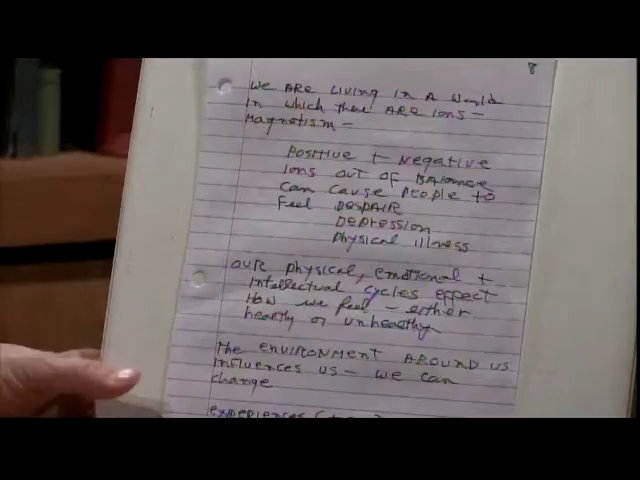 8
We ARE LIVING IN A World
in which there ARE IONS –
Magnetism –
POSITIVE + Negative
Ions OUT OF BALANCE
Can cause People to
Feel DESPAIR
Depression
Physical illness
OUR physical, emotional +
Intellectual cycles effect
How we feel – either
hearty or unhealthy
The ENVIRONMENT AROUND US
influences us – we can
change
experiences